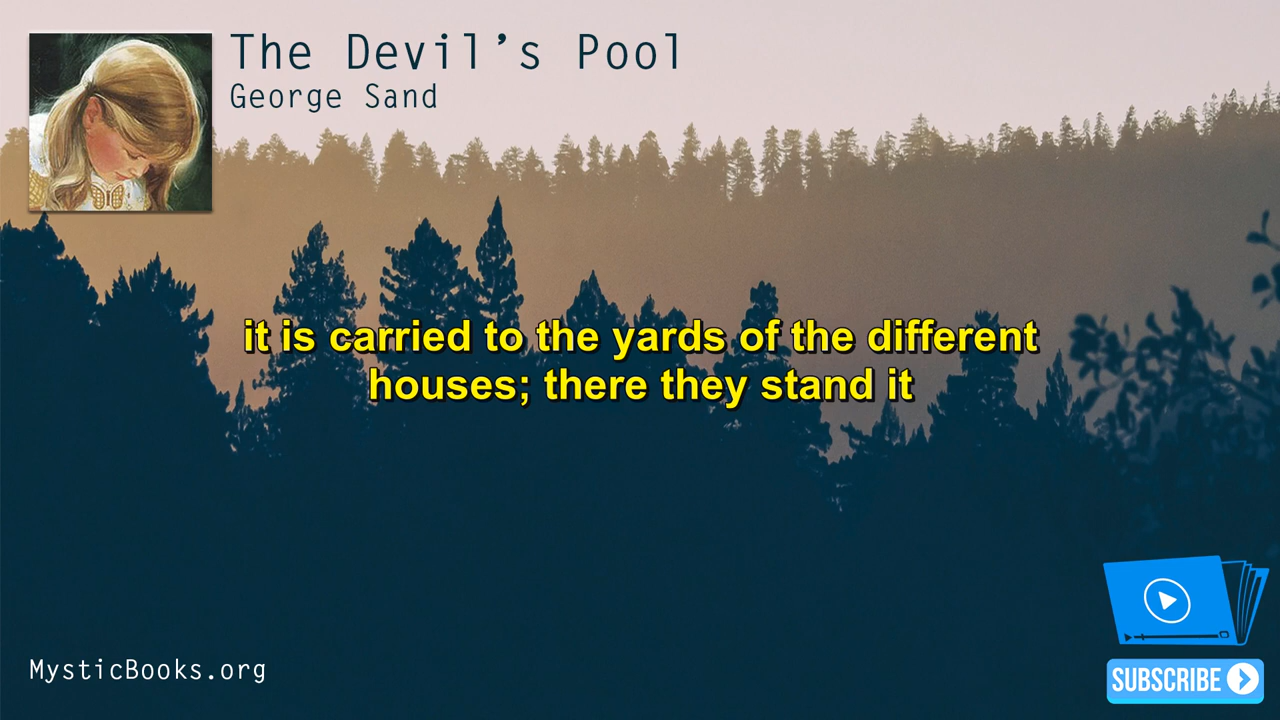 The Devil's Pool
George Sand
it is carried to the yards of the different
houses; there they stand it
MysticBooks.org
SUBSCRIBE